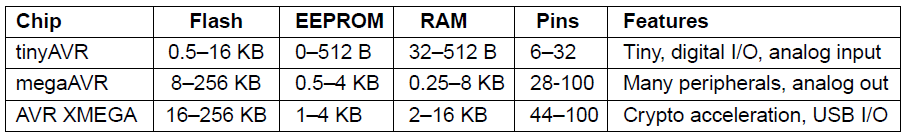 Chip Flash EEPROM RAM Pins Features
tinyAVR 0.5–16 KB 0–512 B 32–512 B 6–32 Tiny, digital I/O, analog input
megaAVR 8–256 KB 0.5–4 KB 0.25–8 KB 28-100 Many peripherals, analog out
AVR XMEGA 16–256 KB 1–4 KB 2–16 KB 44–100 Crypto acceleration, USB I/O